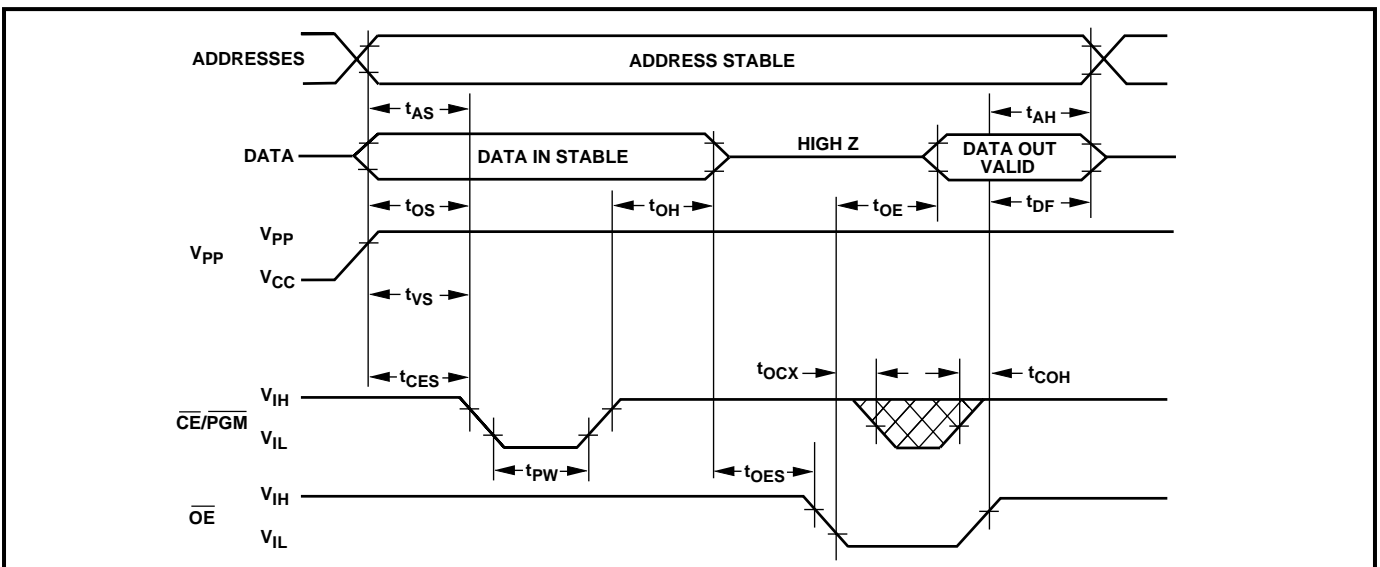 ADDRESSES
ADDRESS STABLE
tAS
tAH
DATA
DATA IN STABLE
HIGH Z
DATA OUT
VALID
tOS
tOH
tOE
tDF
VPP
VPP
VCC
tVS
tOCX
tCOH
tCES
VIH
CE/PGM
VIL
tPW
tOES
VIH
OE
VIL